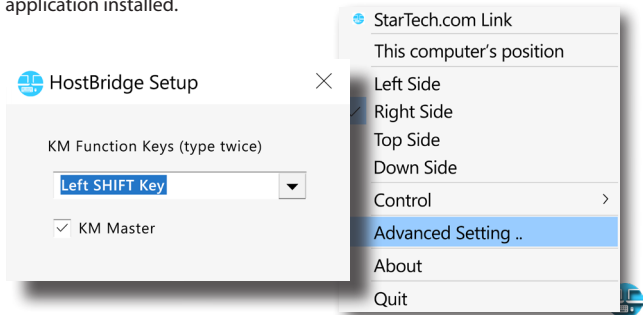 application installed.
HostBridge Setup
KM Function Keys (type twice)
Left SHIFT Key
KM Master
StarTech.com Link
This computer's position
Left Side
Right Side
Top Side
Down Side
Control
Advanced Setting ..
About
Quit